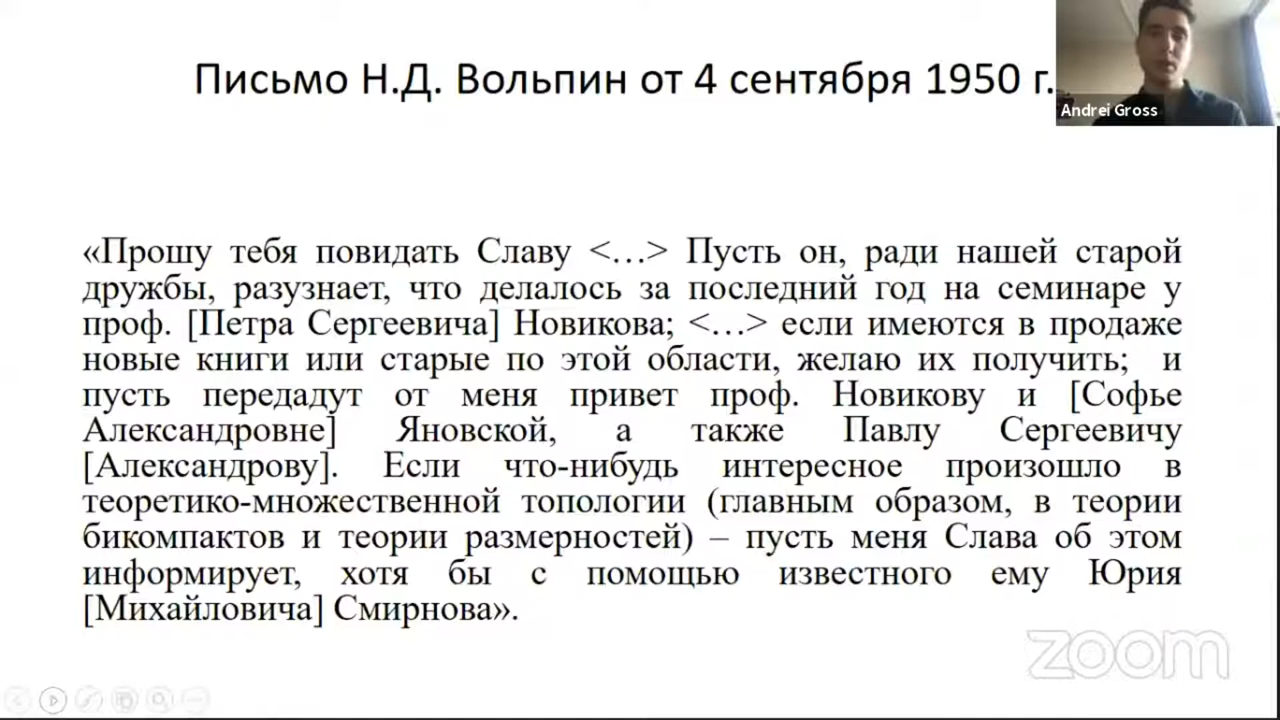 Письмо Н.Д. Вольпин от 4 сентября 1950 г.
Andrei Gross
«Прошу тебя повидать Славу <…> Пусть он, ради нашей старой
дружбы, разузнает, что делалось за последний год на семинаре у
проф. [Петра Сергеевича] Новикова; <…> если имеются в продаже
новые книги или старые по этой области, желаю их получить; и
пусть передадут от меня привет проф. Новикову и [Софье
Александровне] Яновской, а также Павлу Сергеевичу
[Александрову]. Если что-нибудь интересное произошло в
теоретико-множественной топологии (главным образом, в теории
бикомпактов и теории размерностей) – пусть меня Слава об этом
информирует, хотя бы с помощью известного ему Юрия
[Михайловича] Смирнова».
zoom